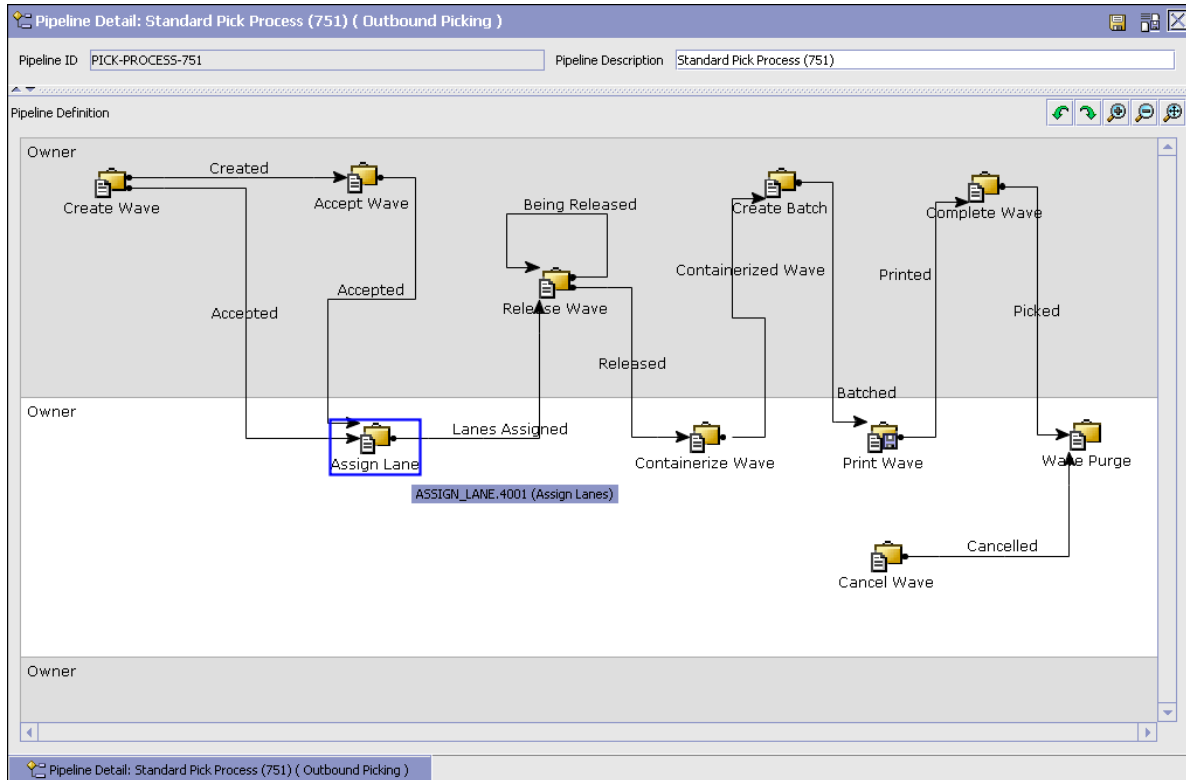 Pipeline Detail: Standard Pick Process (751) ( Outbound Picking )
Pipeline ID PICK-PROCESS-751 Pipeline Description Standard Pick Process (751)
Pipeline Definition
Owner
Created
-Create Wave
Accept Wave
Being Released
Create Batch
Complete Wave
Containerized Wave
Printed
Accepted
Accepted
Release Wave
Picked
Released
Batched
Owner
Lanes Assigned
Assign Lane
Containerize Wave
Print Wave
Wave Purge
ASSIGN_LANE.4001 (Assign Lanes)
Cancelled
Cancel Wave
Owner
Pipeline Detail: Standard Pick Process (751) ( Outbound Picking )